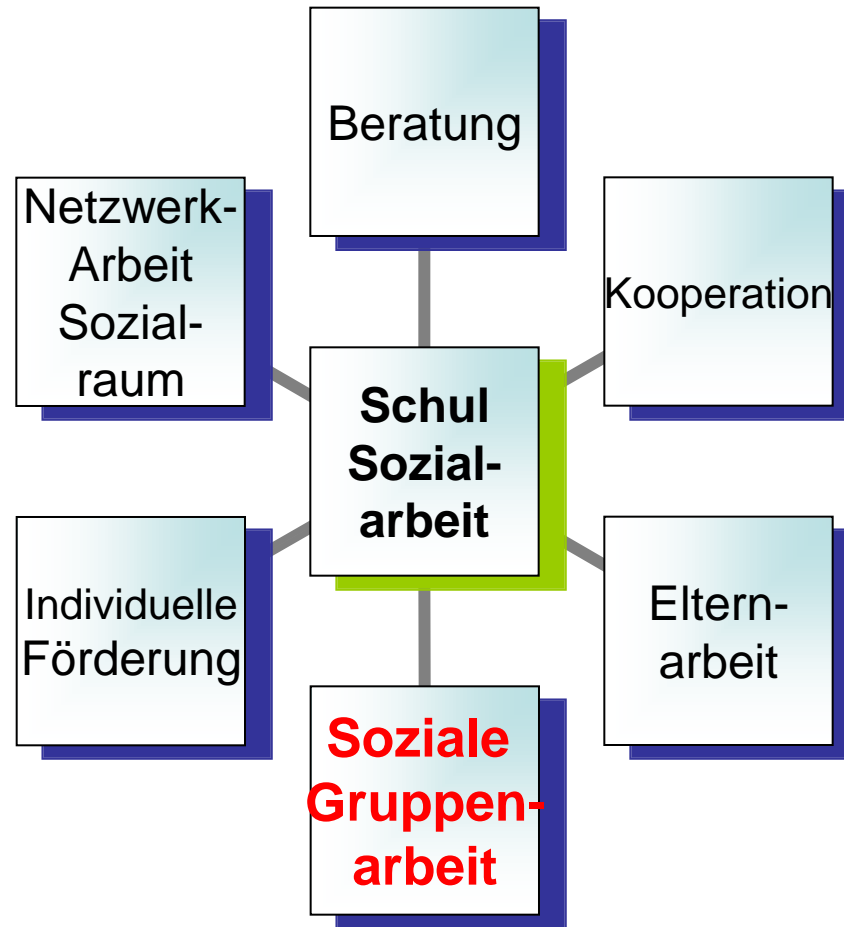 Beratung
Netzwerk-
Arbeit
Sozial-
raum
Kooperation
Schul
Sozial-
arbeit
Individuelle
Förderung
Eltern-
arbeit
Soziale
Gruppen-
arbeit